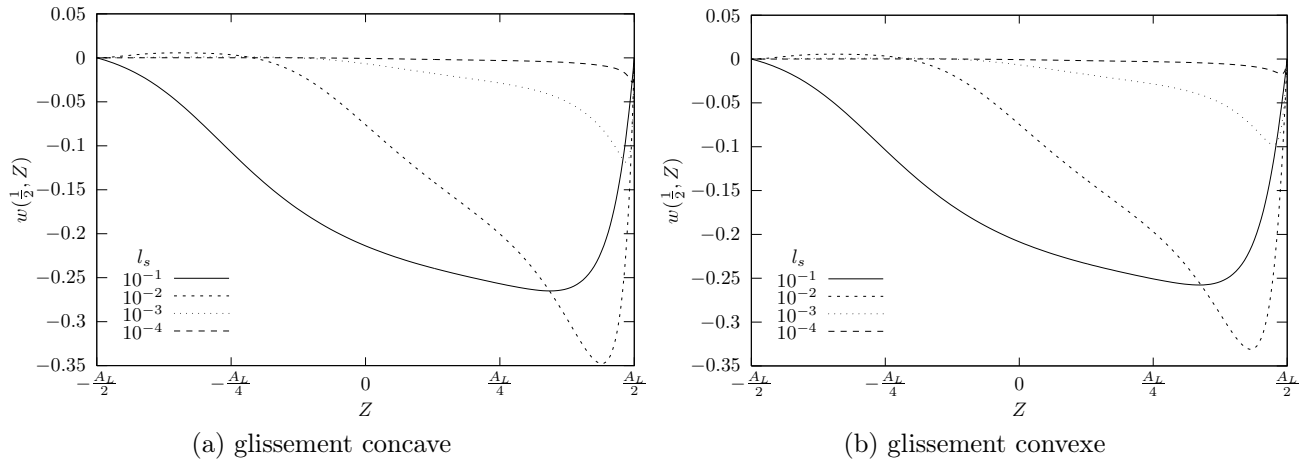 0.05
0
−0.05
−0.1
−0.15
−0.2
−0.25
−0.3
−0.35
w(1/2, Z)
l_s
10^{−1}
10^{−2}
10^{−3}
10^{−4}
−A_L/2
−A_L/4
0
A_L/4
A_L/2
Z
(a) glissement concave
0.05
0
−0.05
−0.1
−0.15
−0.2
−0.25
−0.3
−0.35
w(1/2, Z)
l_s
10^{−1}
10^{−2}
10^{−3}
10^{−4}
−A_L/2
−A_L/4
0
A_L/4
A_L/2
Z
(b) glissement convexe